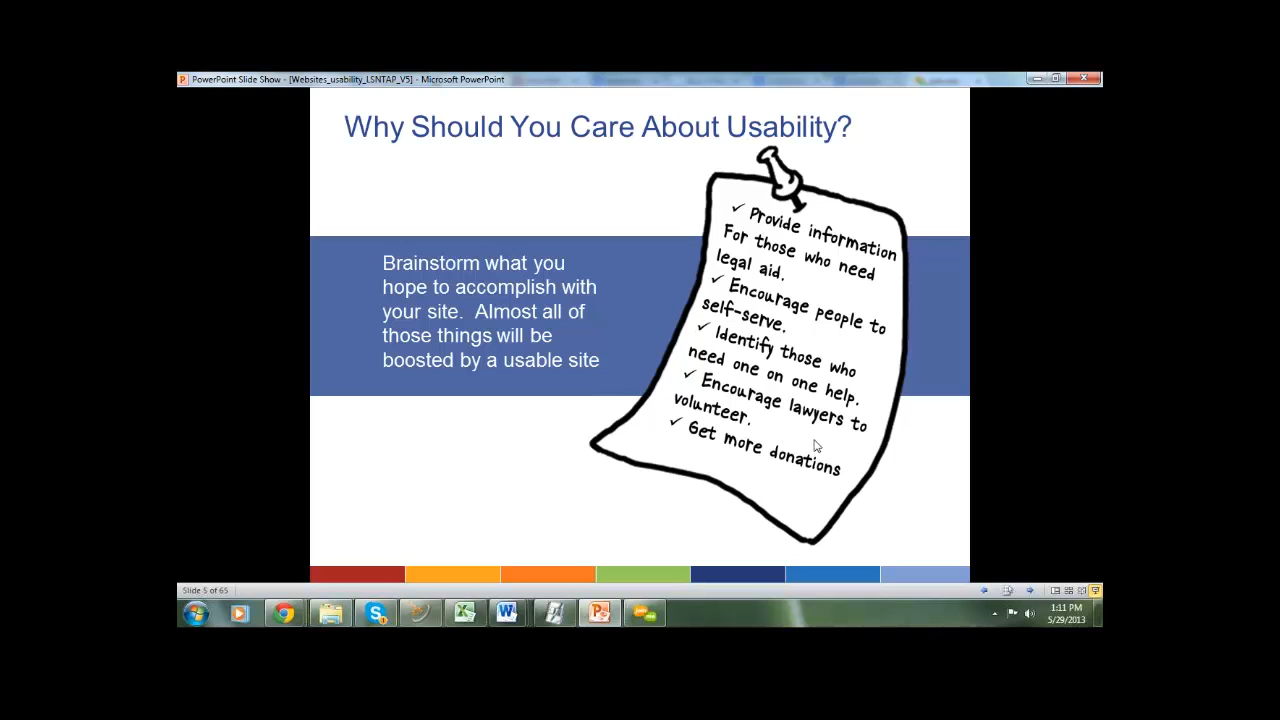 PowerPoint Slide Show - [Websites_usability_LSNTAP_V5] - Microsoft PowerPoint
Why Should You Care About Usability?
Brainstorm what you
hope to accomplish with
your site. Almost all of
those things will be
boosted by a usable site
✓ Provide information
For those who need
legal aid.
✓ Encourage people to
self-serve.
✓ Identify those who
need one on one help.
✓ Encourage lawyers to
volunteer.
✓ Get more donations
Slide 5 of 65
1:11 PM
5/29/2013